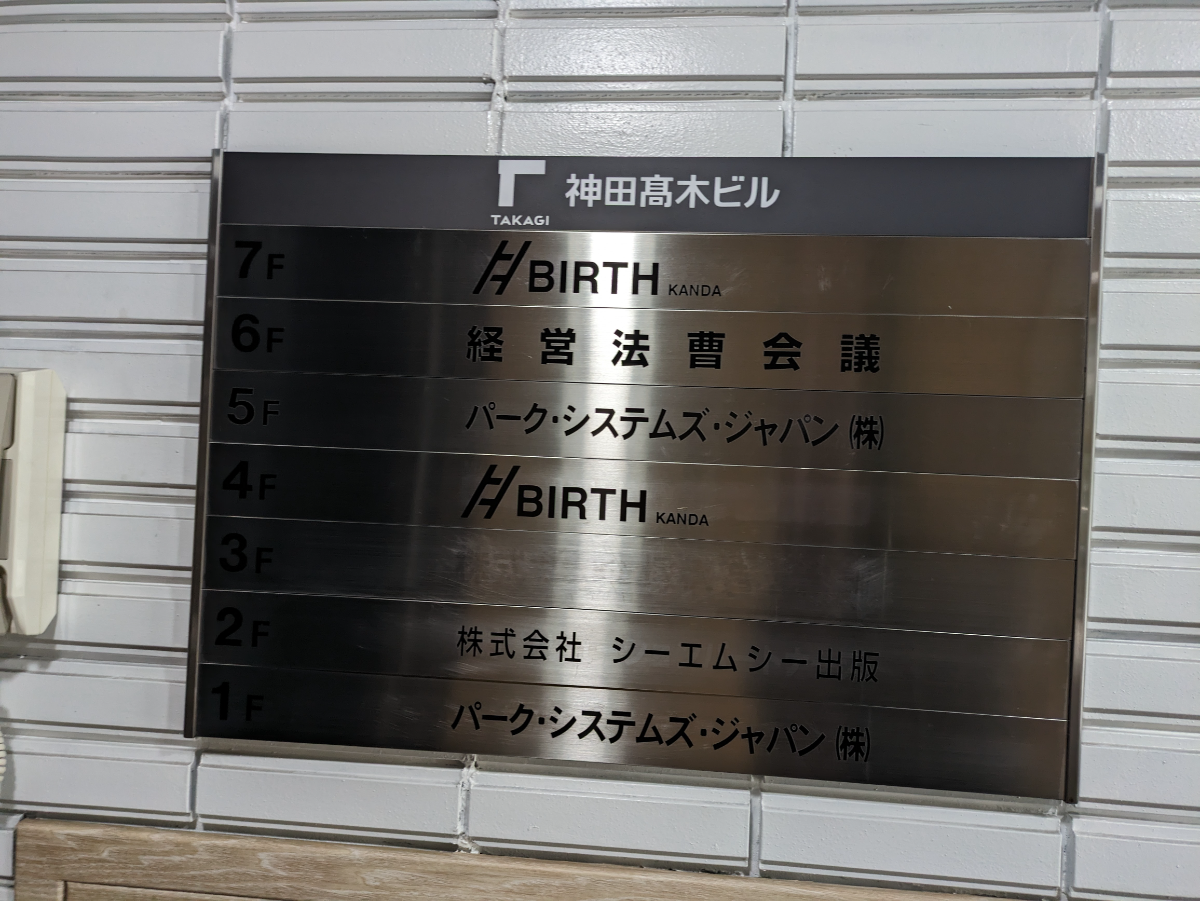 TAKAGI 神田髙木ビル
7F BIRTH KANDA
6F 経営法曹会議
5F パーク・システムズ・ジャパン(株)
4F BIRTH KANDA
3F
2F 株式会社 シーエムシー出版
1F パーク・システムズ・ジャパン(株)